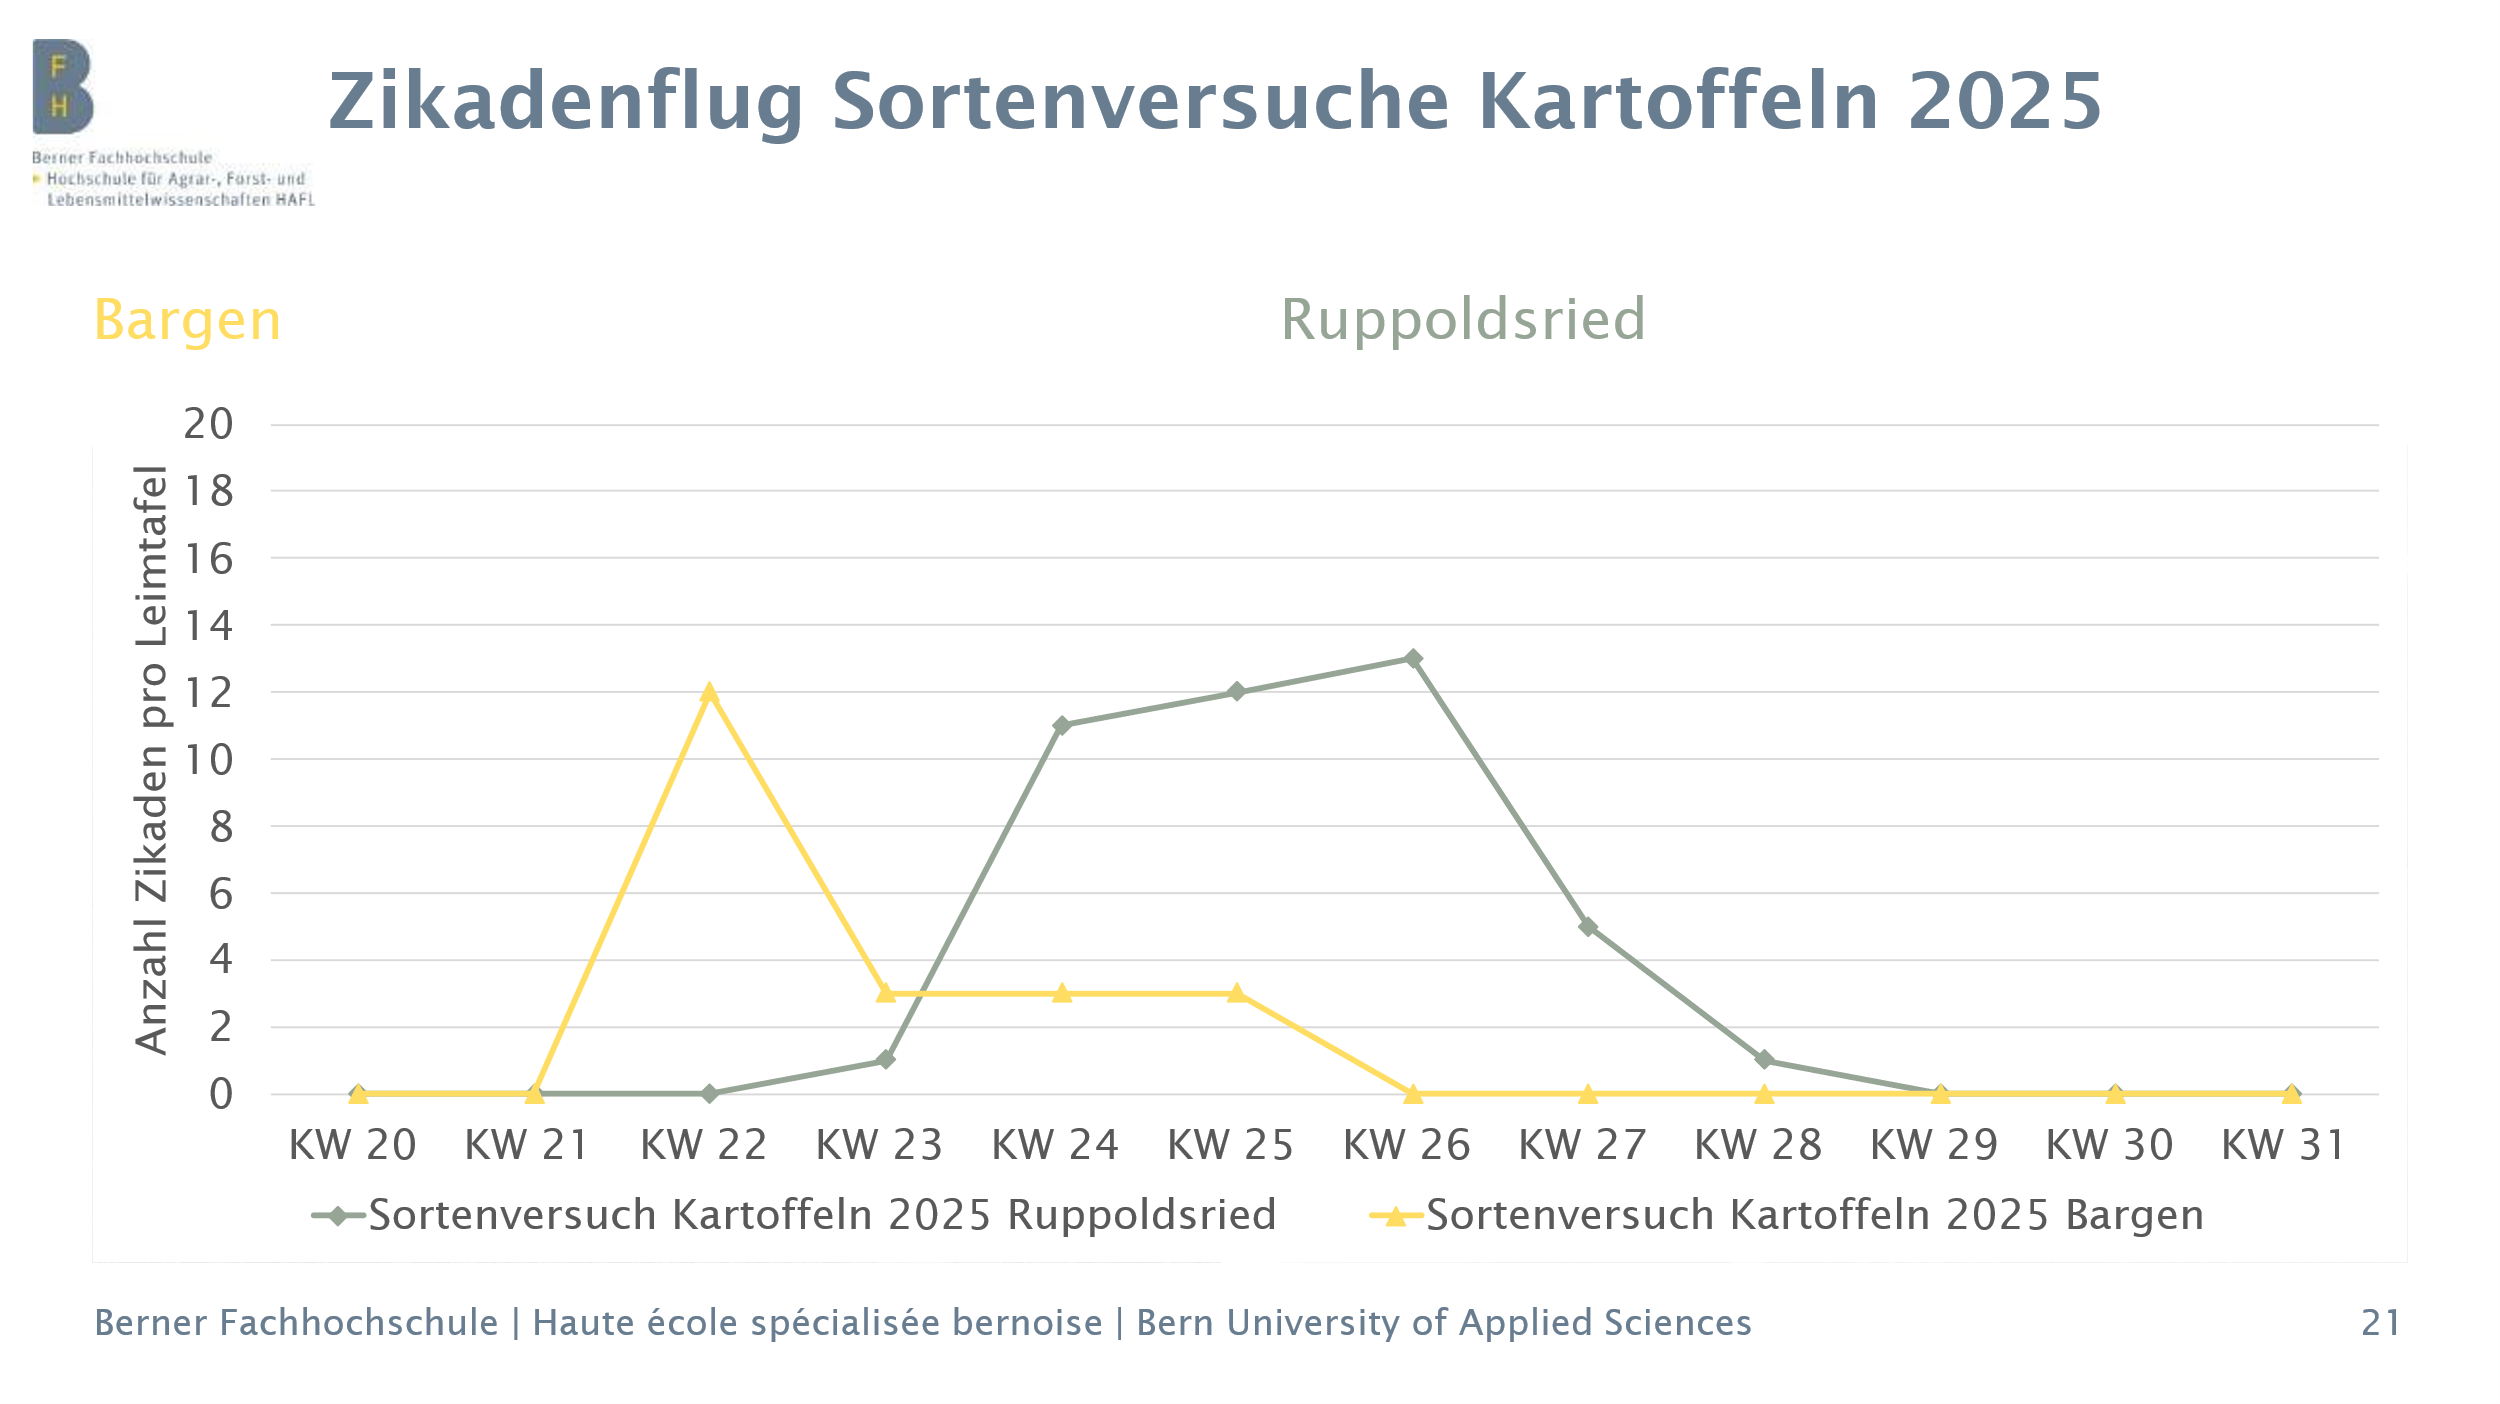 F
H
Berner Fachhochschule
Hochschule für Agrar-, Forst- und
Lebensmittelwissenschaften HAFL
Zikadenflug Sortenversuche Kartoffeln 2025
Bargen
Ruppoldsried
Anzahl Zikaden pro Leimtafel
20
18
16
14
12
10
8
6
4
2
0
KW 20 KW 21 KW 22 KW 23 KW 24 KW 25 KW 26 KW 27 KW 28 KW 29 KW 30 KW 31
Sortenversuch Kartoffeln 2025 Ruppoldsried Sortenversuch Kartoffeln 2025 Bargen
Berner Fachhochschule | Haute école spécialisée bernoise | Bern University of Applied Sciences 21